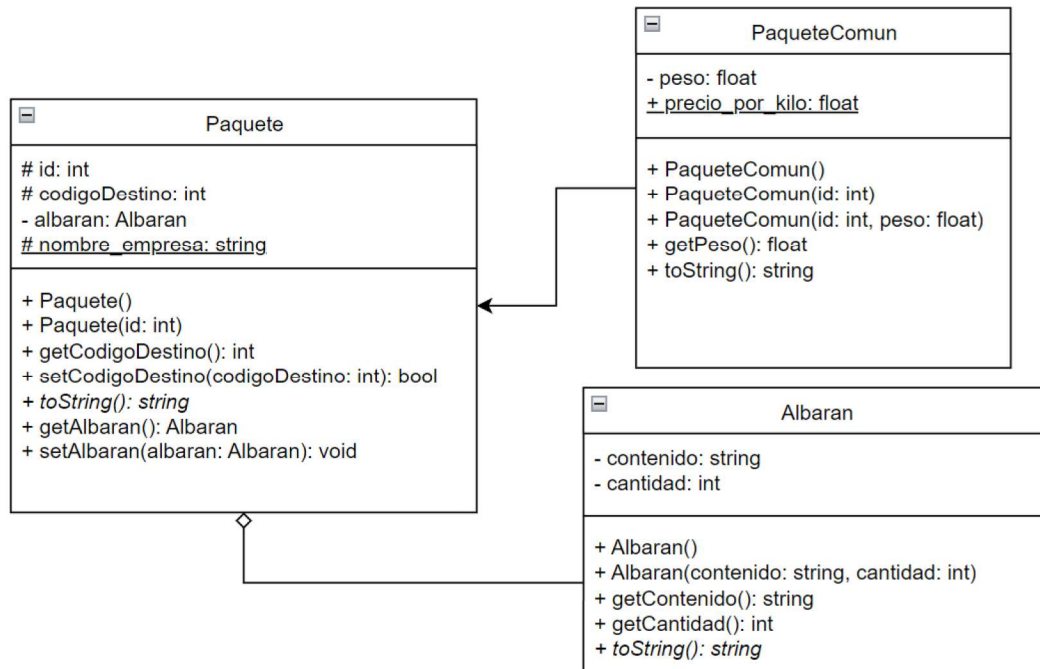 Paquete
# id: int
# codigoDestino: int
- albaran: Albaran
# nombre_empresa: string
+ Paquete()
+ Paquete(id: int)
+ getCodigoDestino(): int
+ setCodigoDestino(codigoDestino: int): bool
+ toString(): string
+ getAlbaran(): Albaran
+ setAlbaran(albaran: Albaran): void
PaqueteComun
- peso: float
+ precio_por_kilo: float
+ PaqueteComun()
+ PaqueteComun(id: int)
+ PaqueteComun(id: int, peso: float)
+ getPeso(): float
+ toString(): string
Albaran
- contenido: string
- cantidad: int
+ Albaran()
+ Albaran(contenido: string, cantidad: int)
+ getContenido(): string
+ getCantidad(): int
+ toString(): string